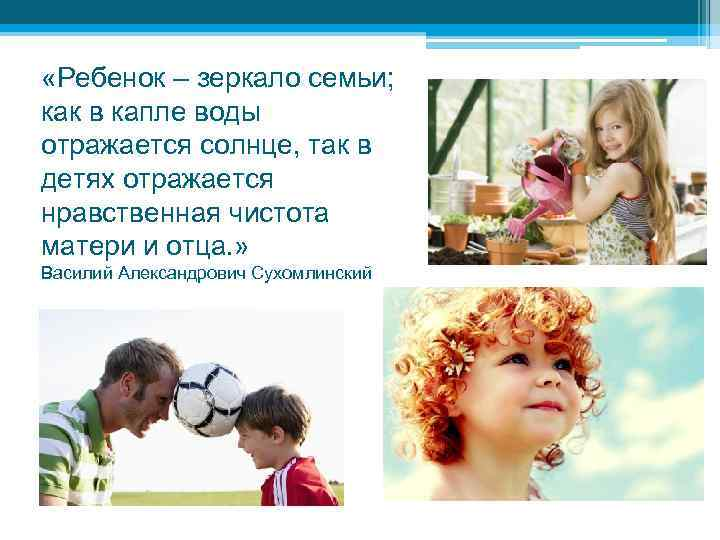 «Ребенок – зеркало семьи;
как в капле воды
отражается солнце, так в
детях отражается
нравственная чистота
матери и отца. »
Василий Александрович Сухомлинский